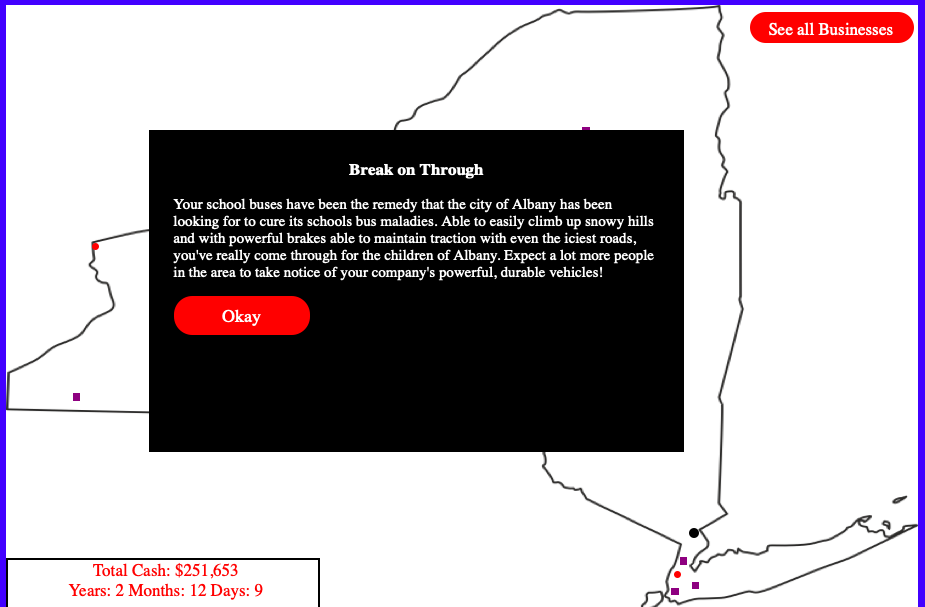 See all Businesses
Break on Through
Your school buses have been the remedy that the city of Albany has been
looking for to cure its schools bus maladies. Able to easily climb up snowy hills
and with powerful brakes able to maintain traction with even the iciest roads,
you've really come through for the children of Albany. Expect a lot more people
in the area to take notice of your company's powerful, durable vehicles!
Okay
Total Cash: $251,653
Years: 2 Months: 12 Days: 9